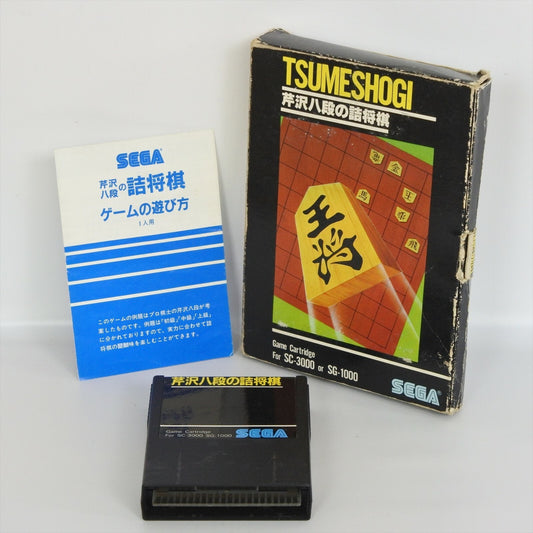 SEGA
芹沢八段の詰将棋
ゲームの遊び方
1人用
このゲームの例題はプロ棋士の芹沢八段が考
案したものです。例題は「初級」「中級」「上級」
に分かれておりますので、実力に合わせて詰
将棋の醍醐味を楽しむことができます。
TSUMESHOGI
芹沢八段の詰将棋
金
王
馬
飛
王将
Game Cartridge
For SC-3000 or SG-1000
SEGA
芹沢八段の詰将棋
Game Cartridge
For SC-3000 SG-1000
SEGA